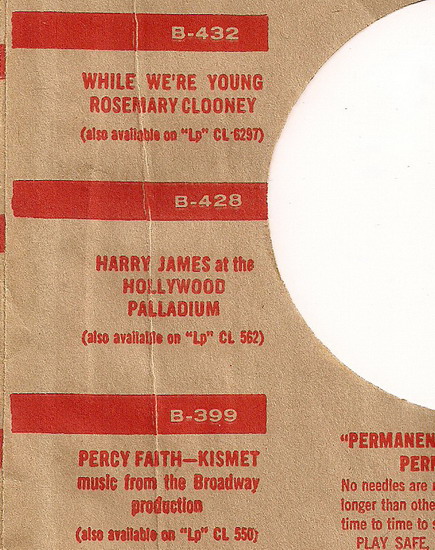 B-432
WHILE WE'RE YOUNG
ROSEMARY CLOONEY
(also available on "Lp" CL 6297)
B-428
HARRY JAMES at the
HOLLYWOOD
PALLADIUM
(also available on "Lp" CL 562)
B-399
PERCY FAITH—KISMET
music from the Broadway
production
(also available on "Lp" CL 550)
"PERMANEN
PER
No needles are
longer than othe
time to time to s
PLAY SAFE.